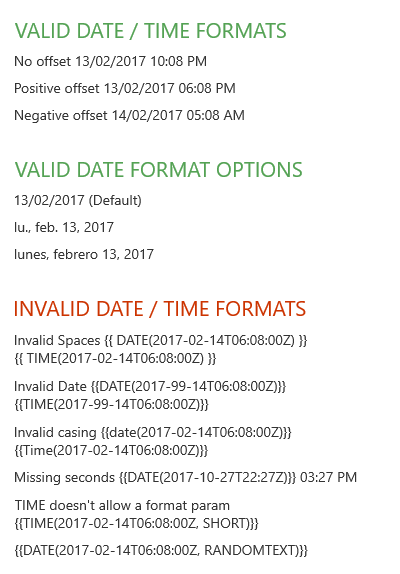 VALID DATE / TIME FORMATS
No offset 13/02/2017 10:08 PM
Positive offset 13/02/2017 06:08 PM
Negative offset 14/02/2017 05:08 AM
VALID DATE FORMAT OPTIONS
13/02/2017 (Default)
lu., feb. 13, 2017
lunes, febrero 13, 2017
INVALID DATE / TIME FORMATS
Invalid Spaces {{ DATE(2017-02-14T06:08:00Z) }}
{{ TIME(2017-02-14T06:08:00Z) }}
Invalid Date {{DATE(2017-99-14T06:08:00Z)}}
{{TIME(2017-99-14T06:08:00Z)}}
Invalid casing {{date(2017-02-14T06:08:00Z)}}
{{Time(2017-02-14T06:08:00Z)}}
Missing seconds {{DATE(2017-10-27T22:27Z)}} 03:27 PM
TIME doesn't allow a format param
{{TIME(2017-02-14T06:08:00Z, SHORT)}}
{{DATE(2017-02-14T06:08:00Z, RANDOMTEXT)}}